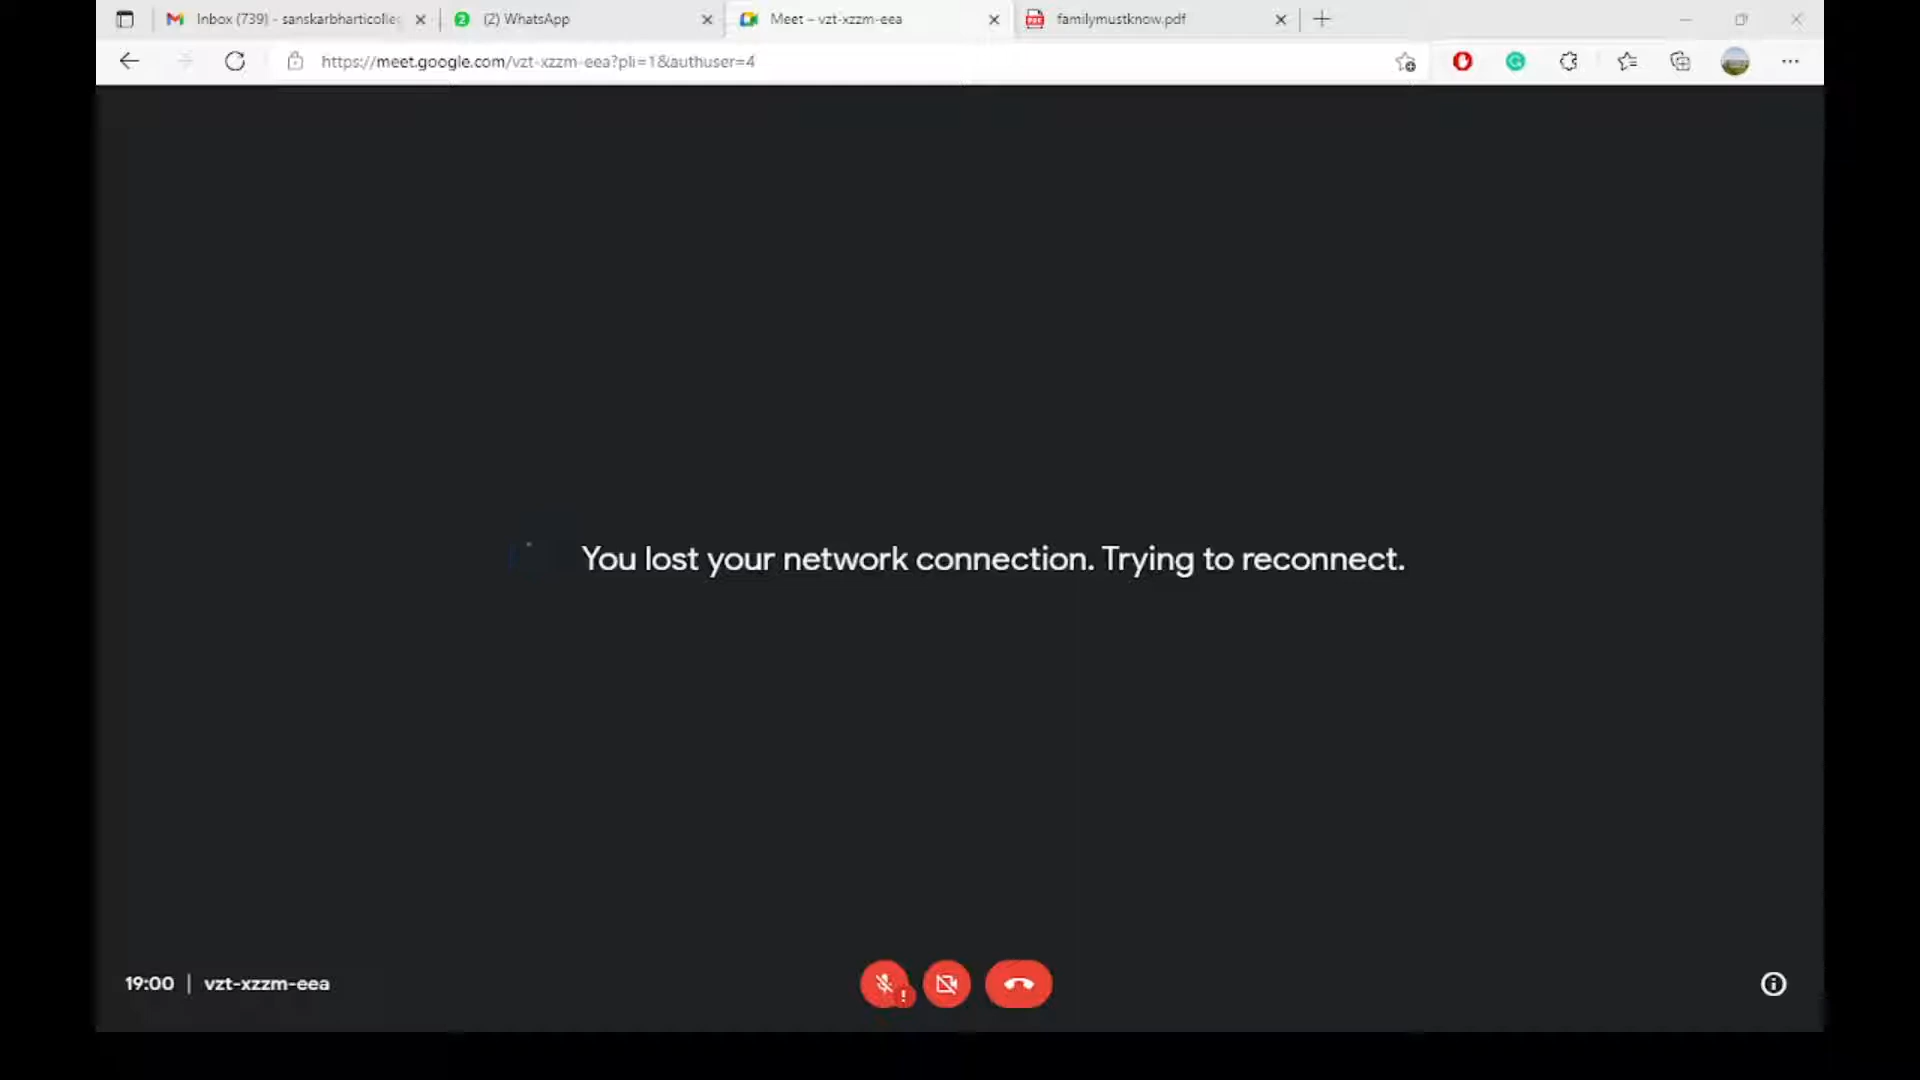 Inbox (739) - sanskarbharticolle
2 (2) WhatsApp
Meet – vzt-xzzm-eea
familymustknow.pdf
https://meet.google.com/vzt-xzzm-eea?pli=1&authuser=4
You lost your network connection. Trying to reconnect.
19:00 | vzt-xzzm-eea